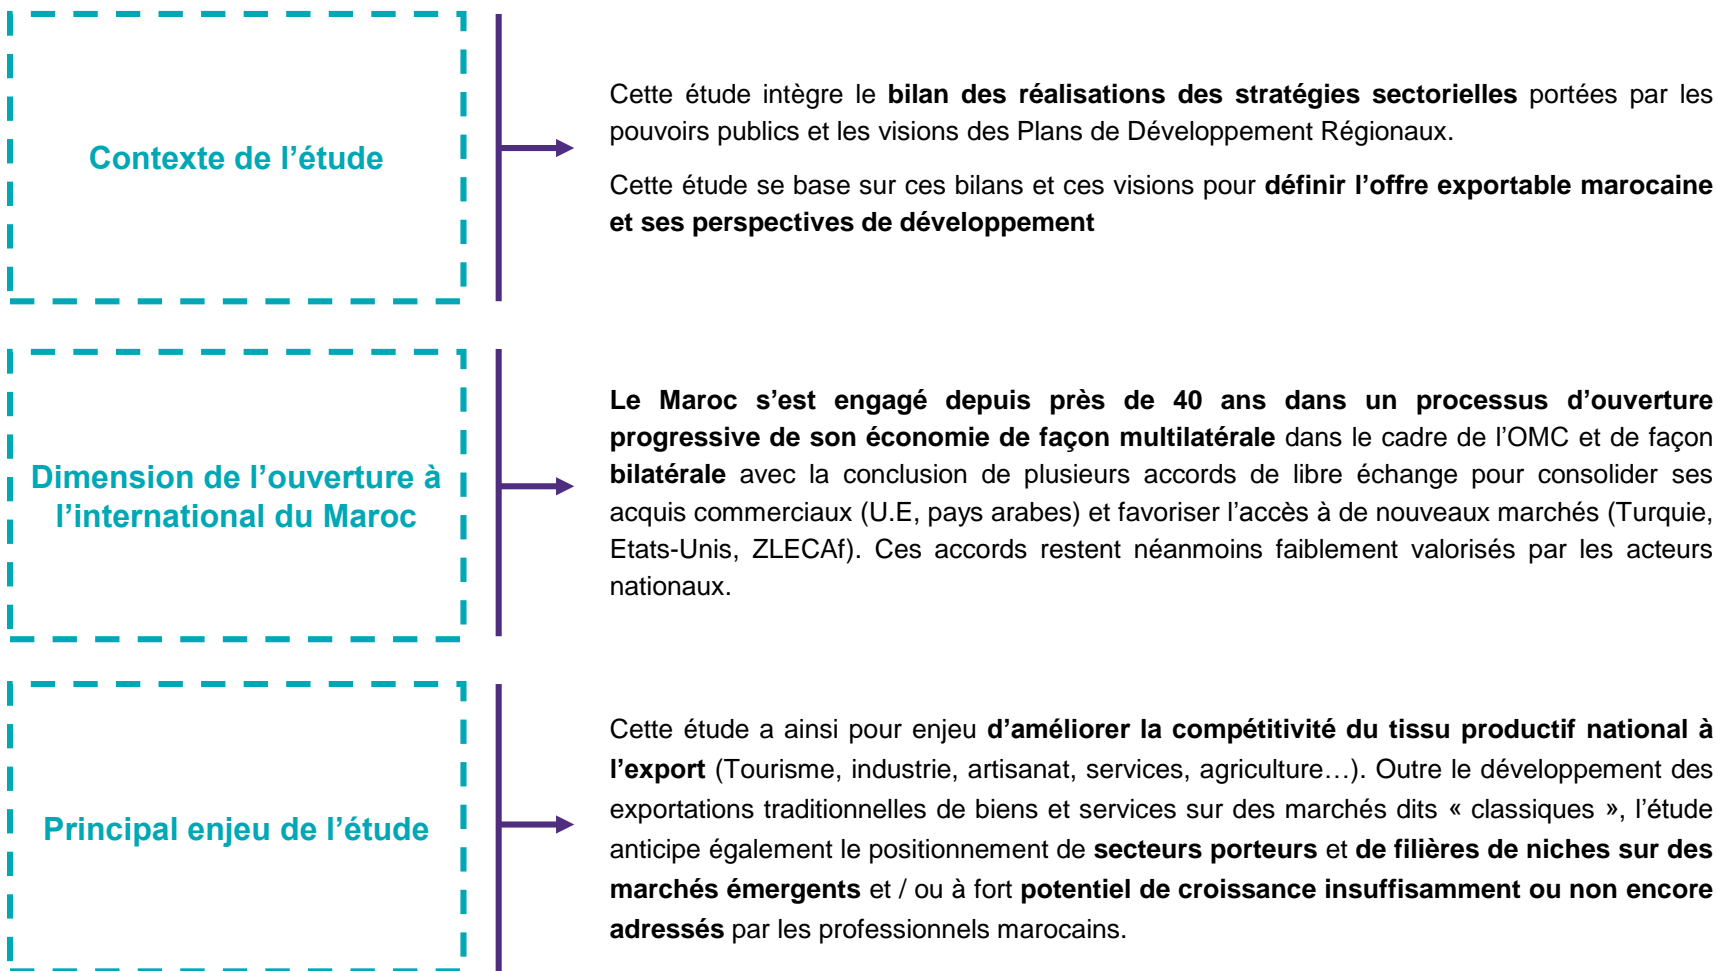 Contexte de l’étude
Cette étude intègre le bilan des réalisations des stratégies sectorielles portées par les
pouvoirs publics et les visions des Plans de Développement Régionaux.
Cette étude se base sur ces bilans et ces visions pour définir l’offre exportable marocaine
et ses perspectives de développement
Dimension de l’ouverture à
l’international du Maroc
Le Maroc s’est engagé depuis près de 40 ans dans un processus d’ouverture
progressive de son économie de façon multilatérale dans le cadre de l’OMC et de façon
bilatérale avec la conclusion de plusieurs accords de libre échange pour consolider ses
acquis commerciaux (U.E, pays arabes) et favoriser l’accès à de nouveaux marchés (Turquie,
Etats-Unis, ZLECAf). Ces accords restent néanmoins faiblement valorisés par les acteurs
nationaux.
Principal enjeu de l’étude
Cette étude a ainsi pour enjeu d’améliorer la compétitivité du tissu productif national à
l’export (Tourisme, industrie, artisanat, services, agriculture…). Outre le développement des
exportations traditionnelles de biens et services sur des marchés dits « classiques », l’étude
anticipe également le positionnement de secteurs porteurs et de filières de niches sur des
marchés émergents et / ou à fort potentiel de croissance insuffisamment ou non encore
adressés par les professionnels marocains.